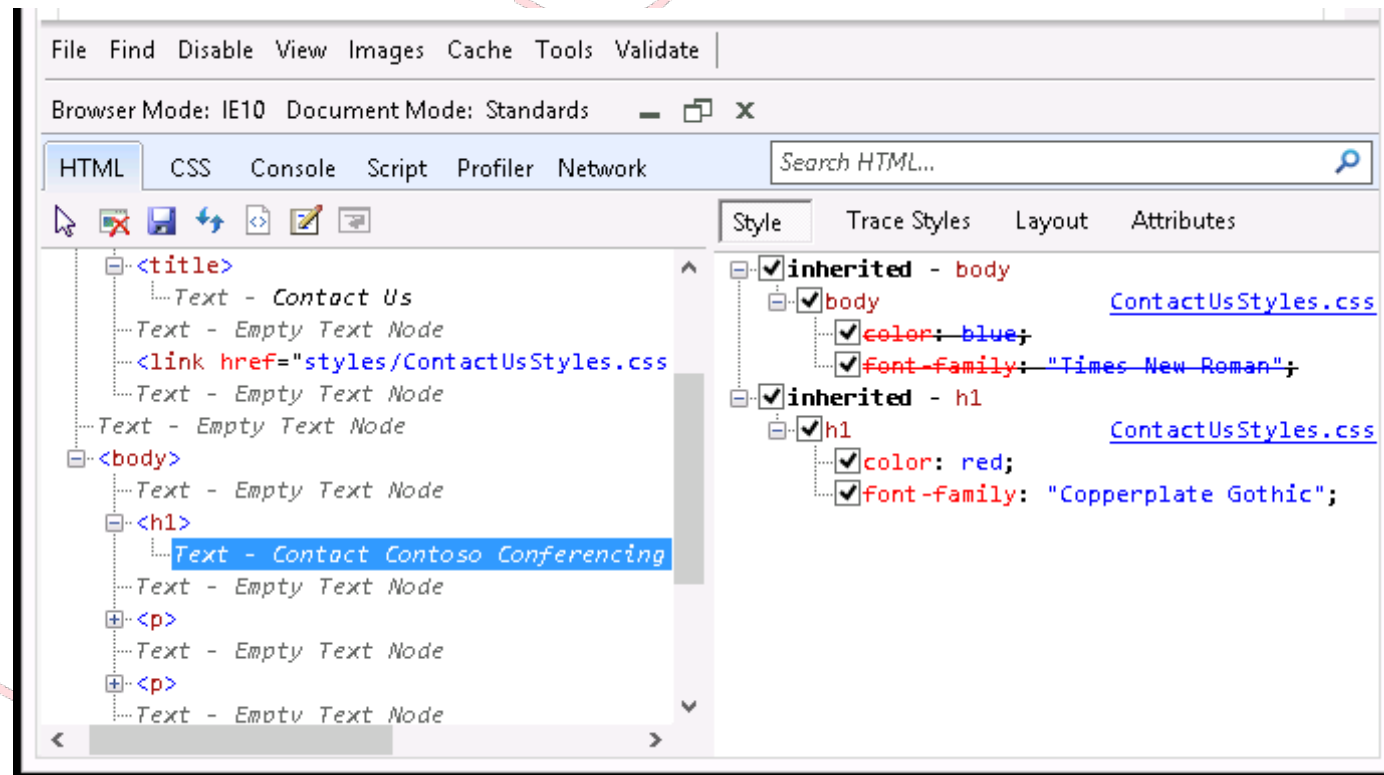 File Find Disable View Images Cache Tools Validate
Browser Mode: IE10 Document Mode: Standards
HTML CSS Console Script Profiler Network
Search HTML...
Style Trace Styles Layout Attributes
<title>
Text - Contact Us
Text - Empty Text Node
<link href="styles/ContactUsStyles.css
Text - Empty Text Node
Text - Empty Text Node
<body>
Text - Empty Text Node
<h1>
Text - Contact Contoso Conferencing
Text - Empty Text Node
<p>
Text - Empty Text Node
<p>
Text - Empty Text Node
inherited - body
body ContactUsStyles.css
color: blue;
font-family: "Times New Roman";
inherited - h1
h1 ContactUsStyles.css
color: red;
font-family: "Copperplate Gothic";